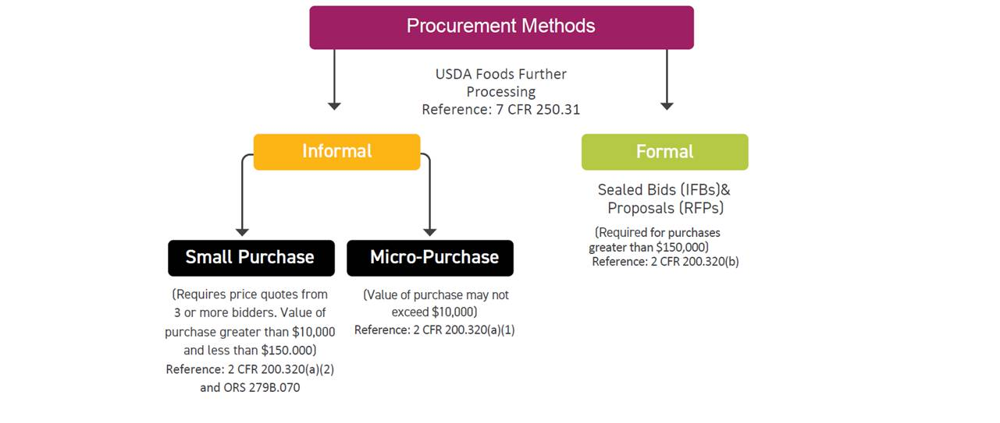 Procurement Methods
USDA Foods Further
Processing
Reference: 7 CFR 250.31
Informal
Formal
Sealed Bids (IFBs)&
Proposals (RFPs)
(Required for purchases
greater than $150,000)
Reference: 2 CFR 200.320(b)
Small Purchase
(Requires price quotes from
3 or more bidders. Value of
purchase greater than $10,000
and less than $150.000)
Reference: 2 CFR 200.320(a)(2)
and ORS 279B.070
Micro-Purchase
(Value of purchase may not
exceed $10,000)
Reference: 2 CFR 200.320(a)(1)